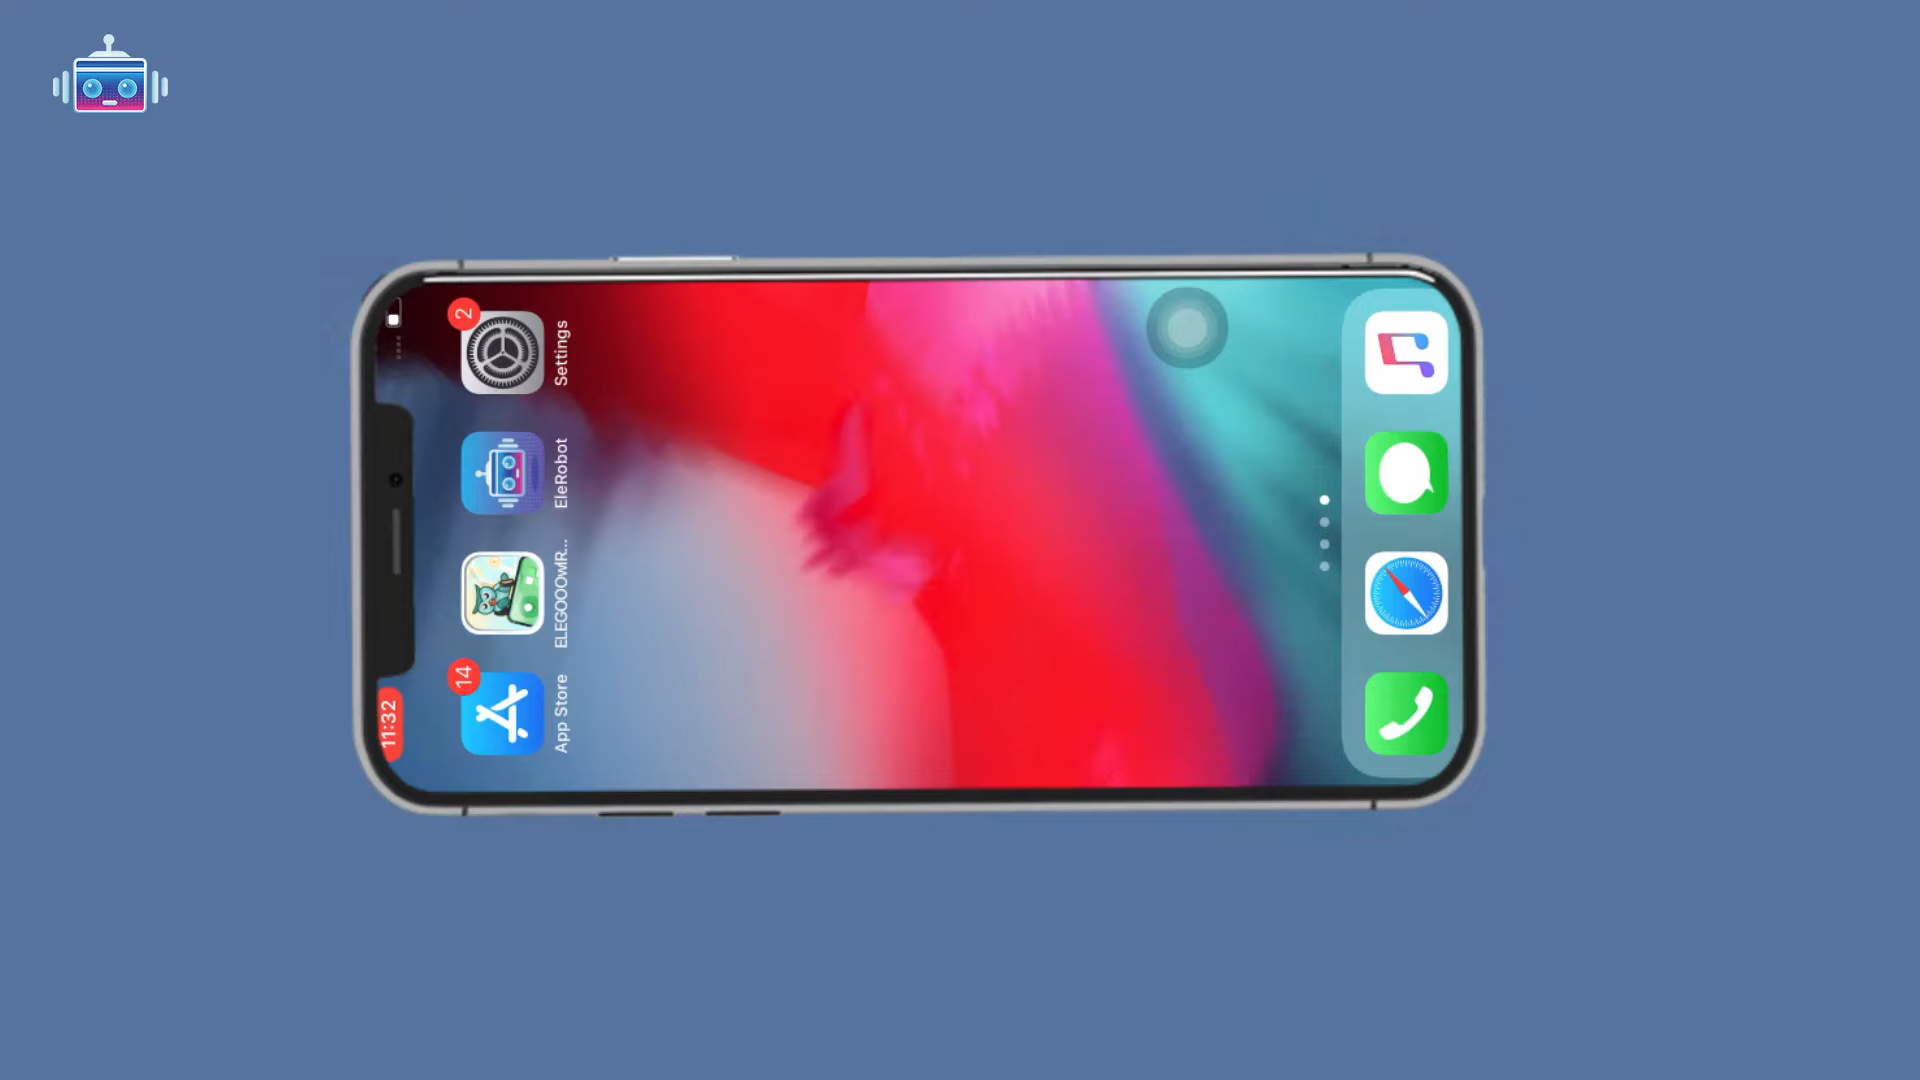 11:32
14
App Store
ELEGOOOwlR...
EleRobot
2
Settings